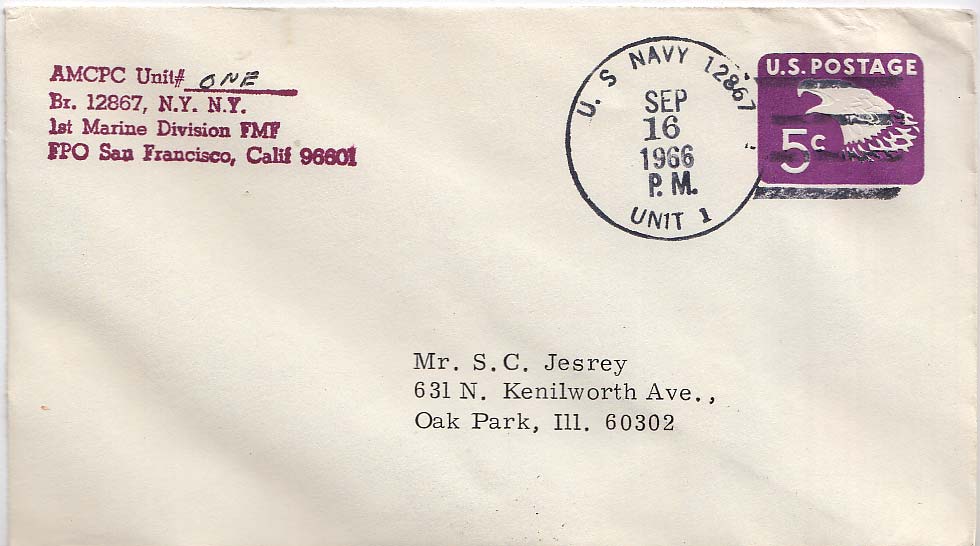 AMCPC Unit# ONE
Br. 12867, N.Y. N.Y.
1st Marine Division FMF
FPO San Francisco, Calif 96601
U. S. NAVY 12867
SEP
16
1966
P. M.
UNIT 1
U.S. POSTAGE
5c
Mr. S.C. Jesrey
631 N. Kenilworth Ave.,
Oak Park, Ill. 60302